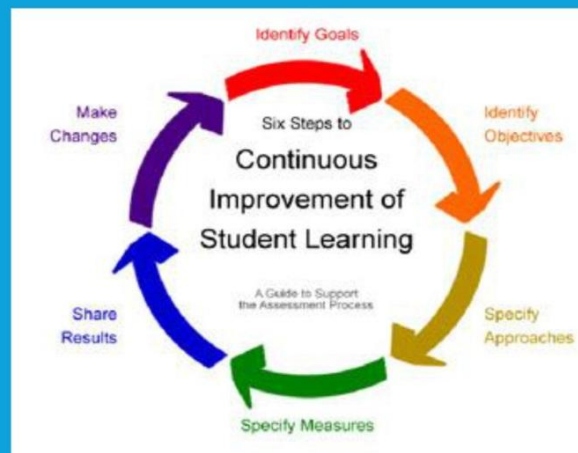 Identify Goals
Identify
Objectives
Specify
Approaches
Specify Measures
Share
Results
Make
Changes
Six Steps to
Continuous
Improvement of
Student Learning
A Guide to Support
the Assessment Process